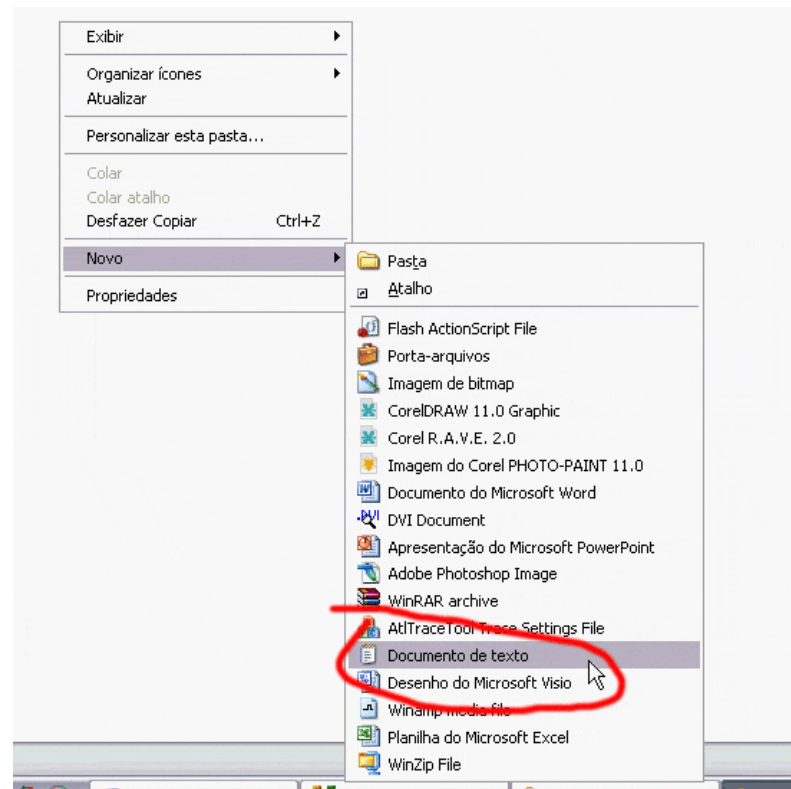 Exibir
Organizar ícones
Atualizar
Personalizar esta pasta...
Colar
Colar atalho
Desfazer Copiar Ctrl+Z
Novo
Propriedades
Pasta
Atalho
Flash ActionScript File
Porta-arquivos
Imagem de bitmap
CorelDRAW 11.0 Graphic
Corel R.A.V.E. 2.0
Imagem do Corel PHOTO-PAINT 11.0
Documento do Microsoft Word
DVI Document
Apresentação do Microsoft PowerPoint
Adobe Photoshop Image
WinRAR archive
AtlTraceTool Trace Settings File
Documento de texto
Desenho do Microsoft Visio
Winamp media file
Planilha do Microsoft Excel
WinZip File